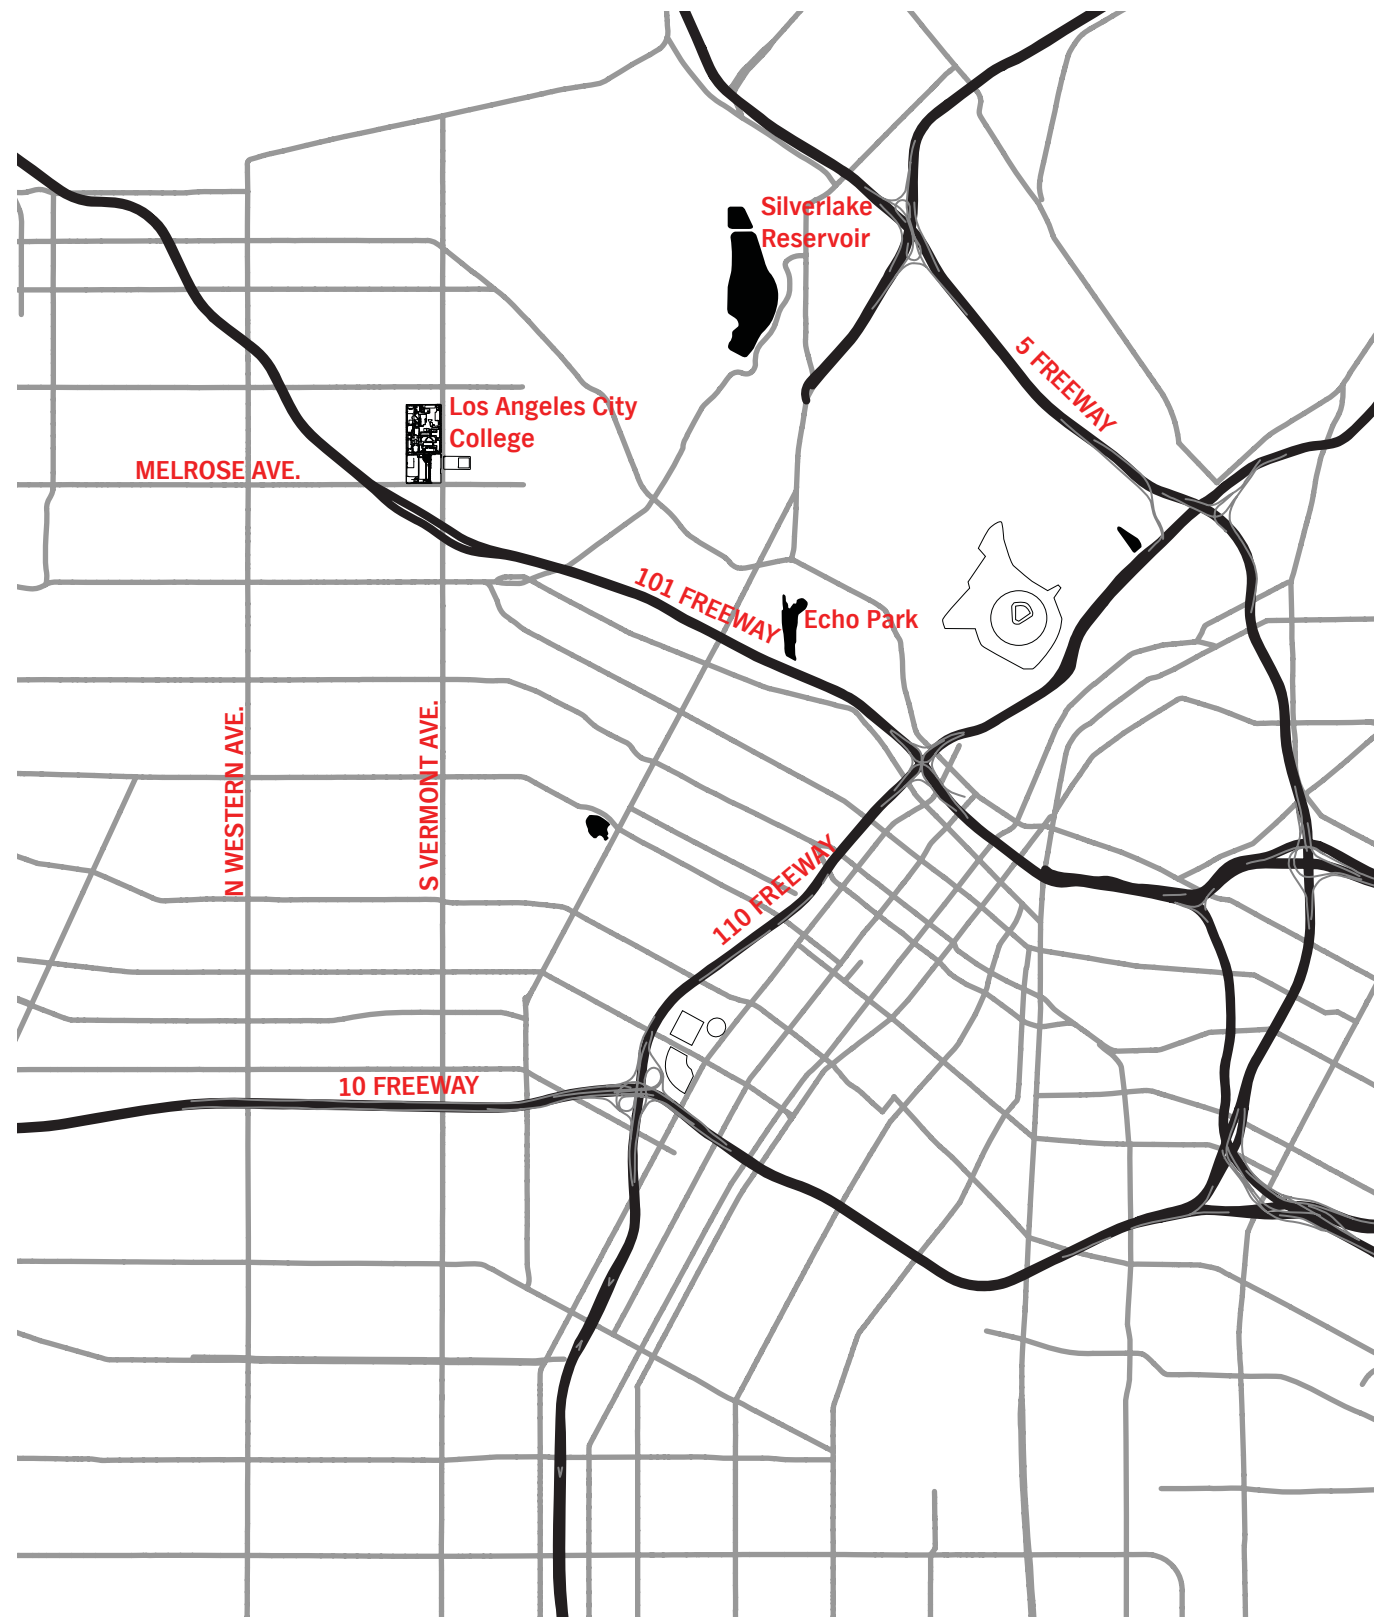 Silverlake
Reservoir
5 FREEWAY
Los Angeles City
College
MELROSE AVE.
101 FREEWAY
Echo Park
N WESTERN AVE.
S VERMONT AVE.
110 FREEWAY
10 FREEWAY